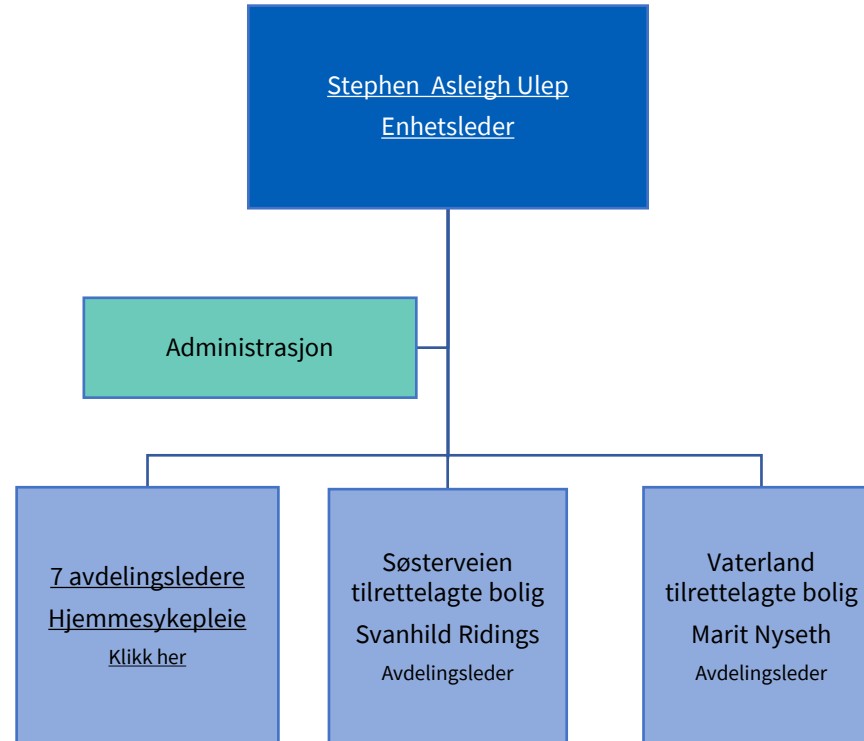 Stephen Asleigh Ulep
Enhetsleder
Administrasjon
7 avdelingsledere
Hjemmesykepleie
Klikk her
Søsterveien
tilrettelagte bolig
Svanhild Ridings
Avdelingsleder
Vaterland
tilrettelagte bolig
Marit Nyseth
Avdelingsleder